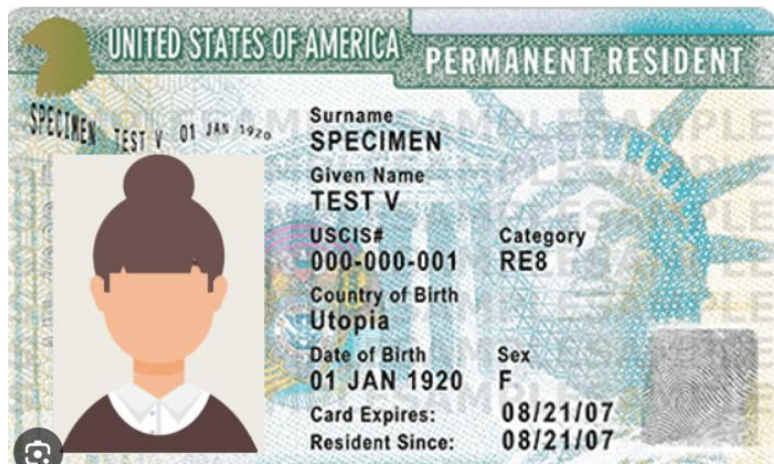 UNITED STATES OF AMERICA
PERMANENT RESIDENT
SPECIMEN TEST V 01 JAN 1920
Surname
SPECIMEN
Given Name
TEST V
USCIS# Category
000-000-001 RE8
Country of Birth
Utopia
Date of Birth Sex
01 JAN 1920 F
Card Expires: 08/21/07
Resident Since: 08/21/07